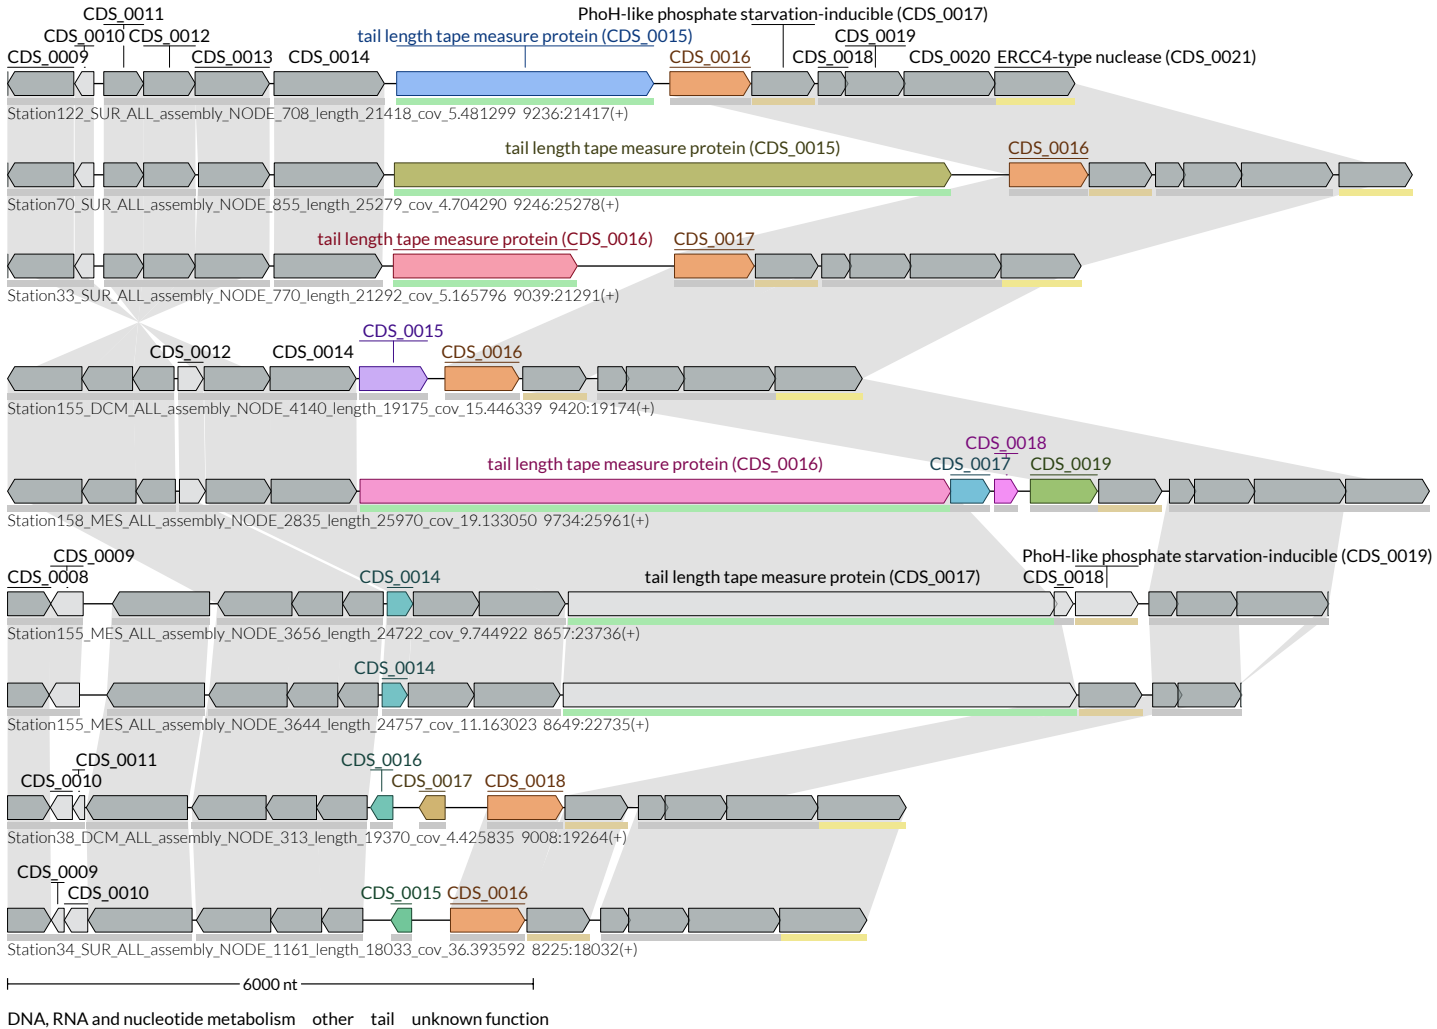 CDS_0011
PhoH-like phosphate starvation-inducible (CDS_0017)
CDS_0010 CDS_0012 tail length tape measure protein (CDS_0015) CDS_0019
CDS_0009 CDS_0013 CDS_0014 CDS_0016 CDS_0018 CDS_0020 ERCC4-type nuclease (CDS_0021)
Station122_SUR_ALL_assembly_NODE_708_length_21418_cov_5.481299 9236:21417(+)
tail length tape measure protein (CDS_0015) CDS_0016
Station70_SUR_ALL_assembly_NODE_855_length_25279_cov_4.704290 9246:25278(+)
tail length tape measure protein (CDS_0016) CDS_0017
Station33_SUR_ALL_assembly_NODE_770_length_21292_cov_5.165796 9039:21291(+)
CDS_0015
CDS_0012 CDS_0014 CDS_0016
Station155_DCM_ALL_assembly_NODE_4140_length_19175_cov_15.446339 9420:19174(+)
CDS_0018
tail length tape measure protein (CDS_0016) CDS_0017 CDS_0019
Station158_MES_ALL_assembly_NODE_2835_length_25970_cov_19.133050 9734:25961(+)
CDS_0009 PhoH-like phosphate starvation-inducible (CDS_0019)
CDS_0008 CDS_0014 tail length tape measure protein (CDS_0017) CDS_0018
Station155_MES_ALL_assembly_NODE_3656_length_24722_cov_9.744922 8657:23736(+)
CDS_0014
Station155_MES_ALL_assembly_NODE_3644_length_24757_cov_11.163023 8649:22735(+)
CDS_0011 CDS_0016
CDS_0010 CDS_0017 CDS_0018
Station38_DCM_ALL_assembly_NODE_313_length_19370_cov_4.425835 9008:19264(+)
CDS_0009
CDS_0010 CDS_0015 CDS_0016
Station34_SUR_ALL_assembly_NODE_1161_length_18033_cov_36.393592 8225:18032(+)
6000 nt
DNA, RNA and nucleotide metabolism other tail unknown function